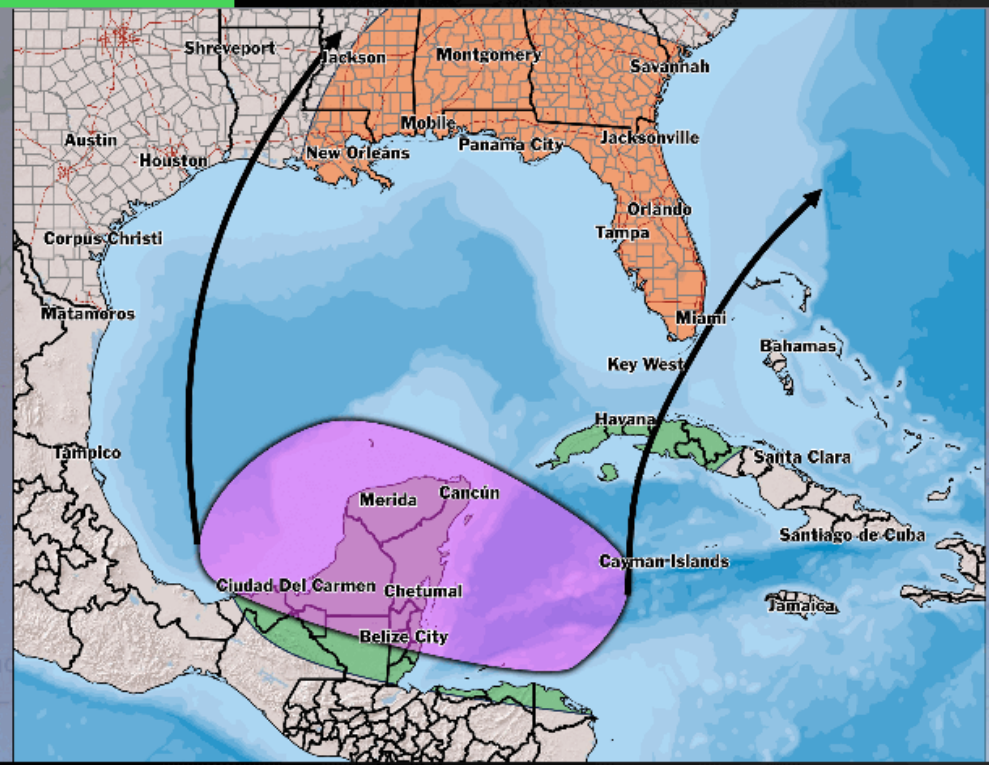 Shreveport
Jackson
Montgomery
Savannah
Mobile
Austin
Houston
New Orleans
Panama City
Jacksonville
Orlando
Tampa
Corpus Christi
Matamoros
Miami
Bahamas
Key West
Havana
Tampico
Santa Clara
Merida
Cancún
Santiago de Cuba
Cayman Islands
Ciudad Del Carmen
Chetumal
Jamaica
Belize City